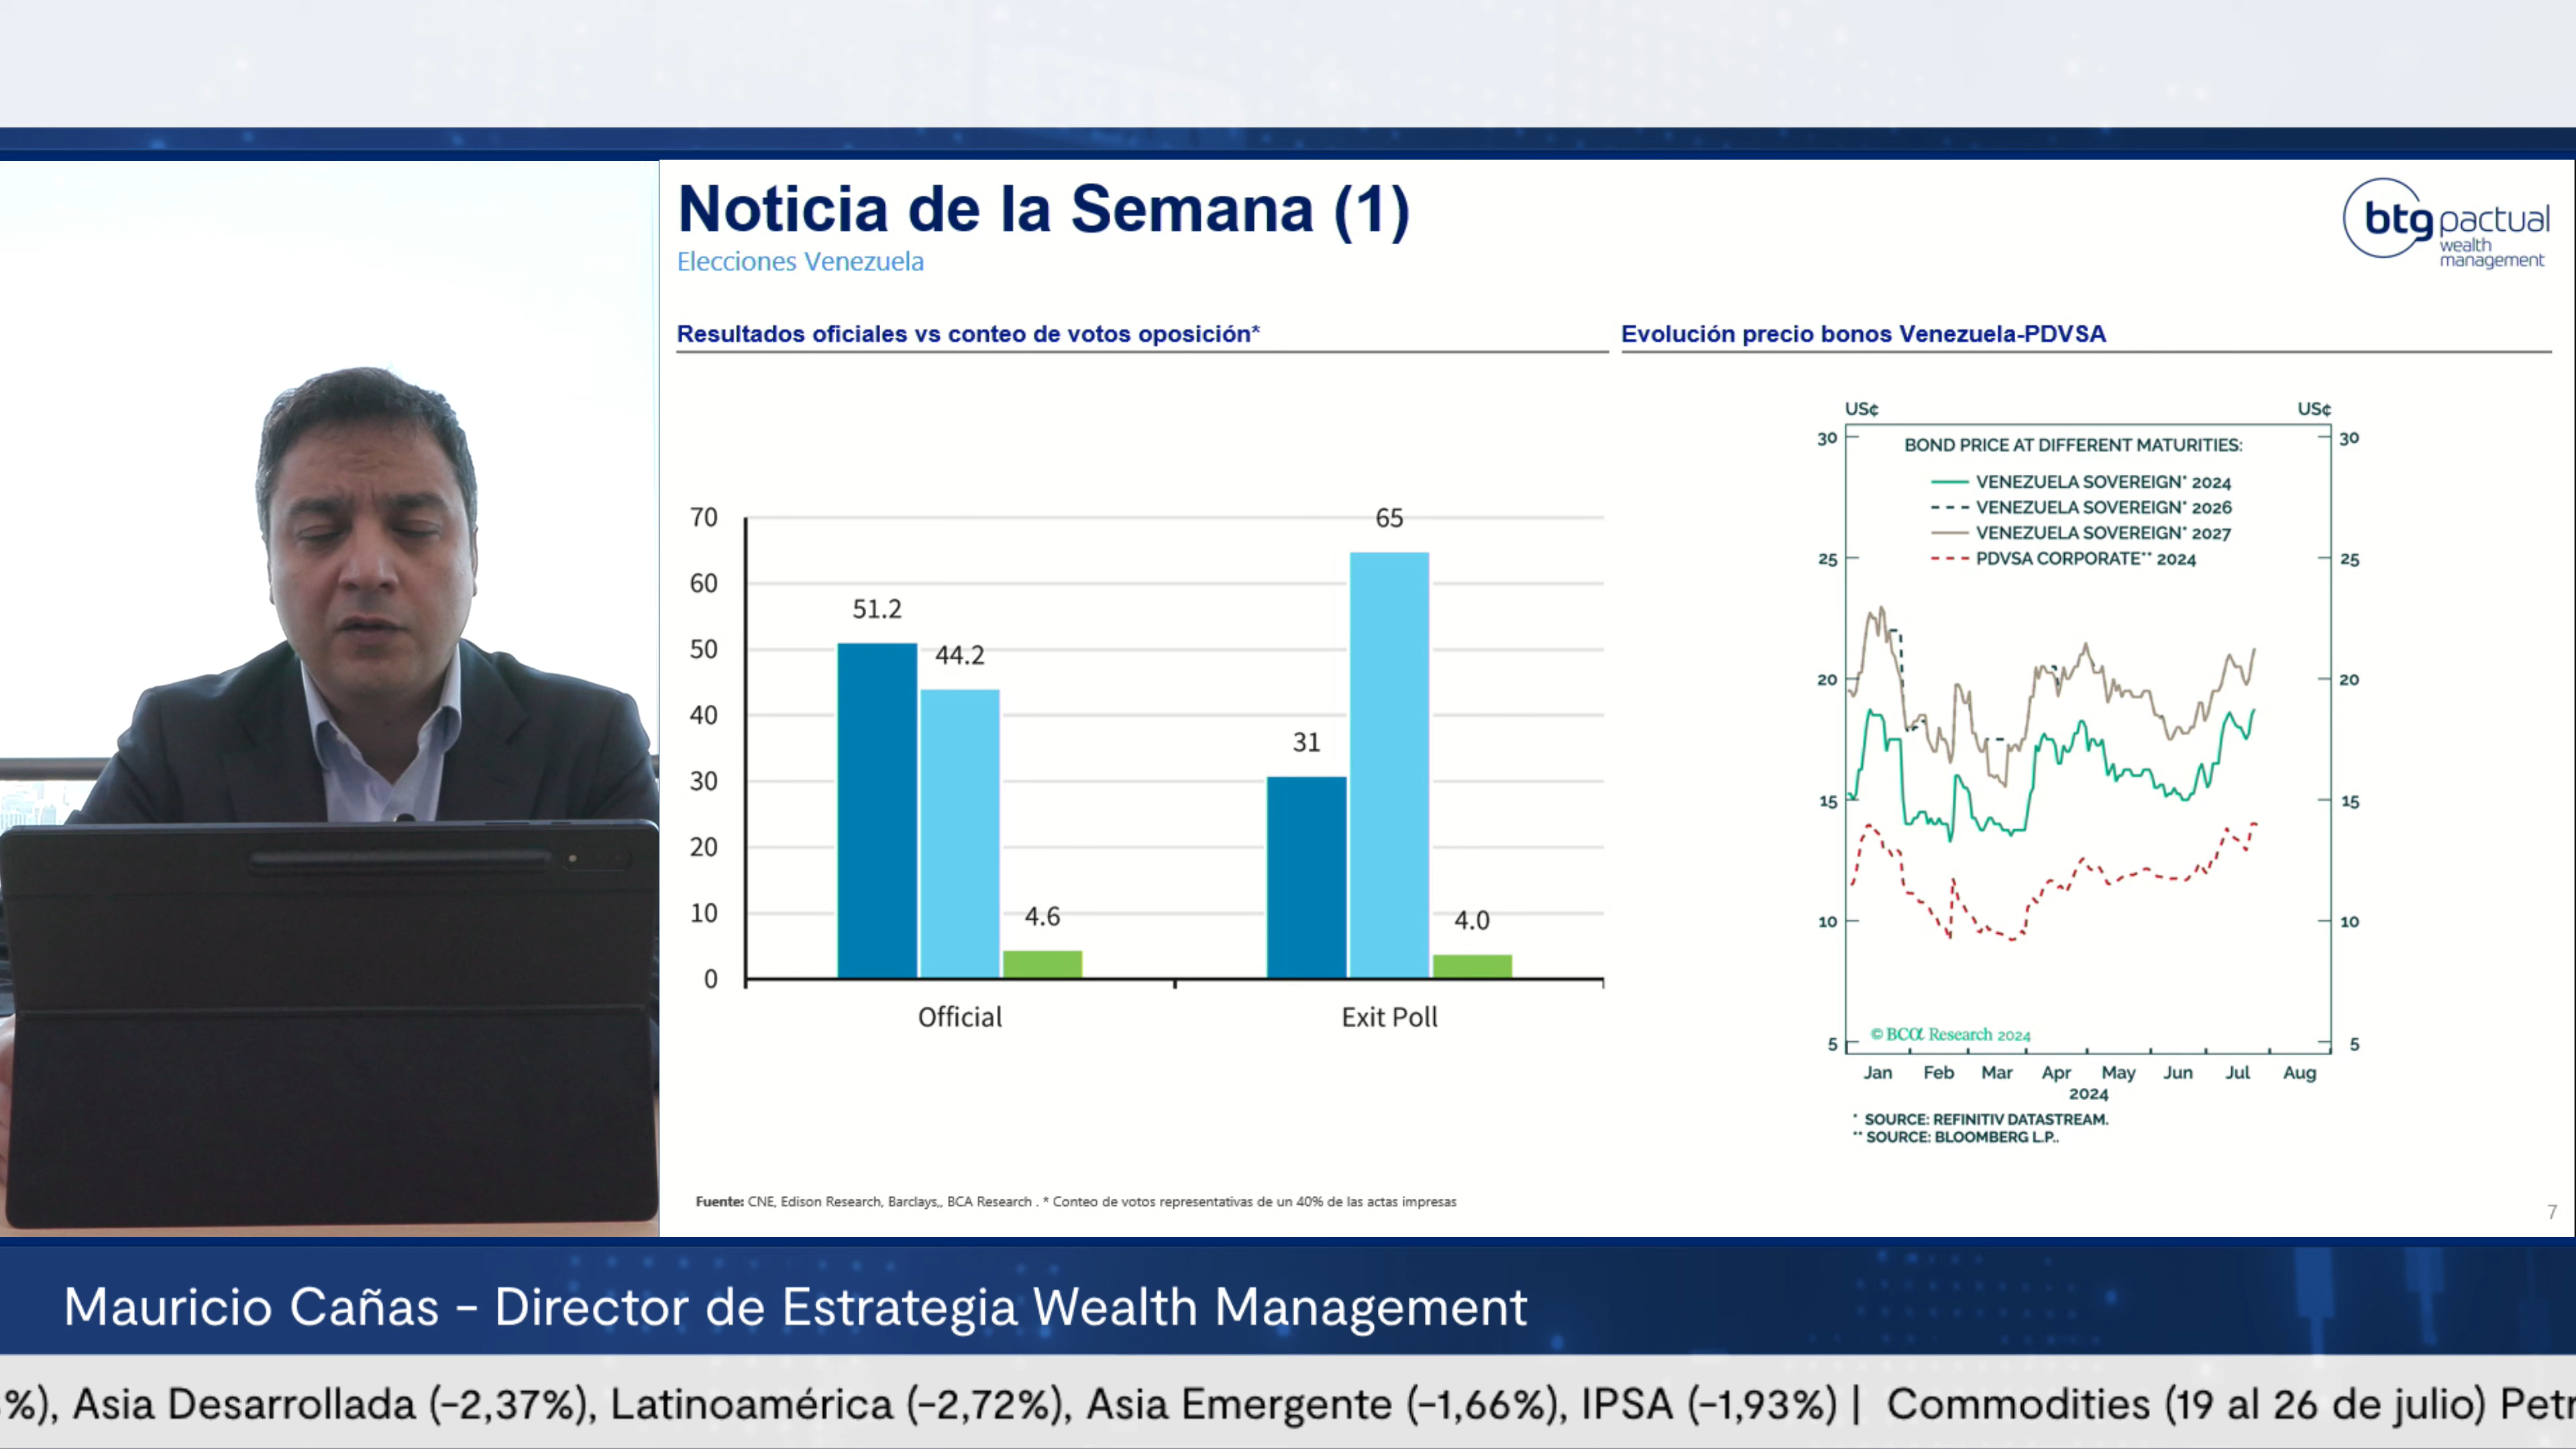 Noticia de la Semana (1)
Elecciones Venezuela
btg pactual
wealth
management
Resultados oficiales vs conteo de votos oposición*
70
60
50
40
30
20
10
0
51.2
44.2
4.6
31
65
4.0
Official
Exit Poll
Evolución precio bonos Venezuela-PDVSA
US¢
US¢
30
25
20
15
10
5
BOND PRICE AT DIFFERENT MATURITIES:
VENEZUELA SOVEREIGN* 2024
VENEZUELA SOVEREIGN* 2026
VENEZUELA SOVEREIGN* 2027
PDVSA CORPORATE** 2024
30
25
20
15
10
5
© BCα Research 2024
Jan Feb Mar Apr May Jun Jul Aug
2024
* SOURCE: REFINITIV DATASTREAM.
** SOURCE: BLOOMBERG L.P..
Fuente: CNE, Edison Research, Barclays,, BCA Research . * Conteo de votos representativas de un 40% de las actas impresas
7
Mauricio Cañas - Director de Estrategia Wealth Management
%), Asia Desarrollada (-2,37%), Latinoamérica (-2,72%), Asia Emergente (-1,66%), IPSA (-1,93%) | Commodities (19 al 26 de julio) Petr